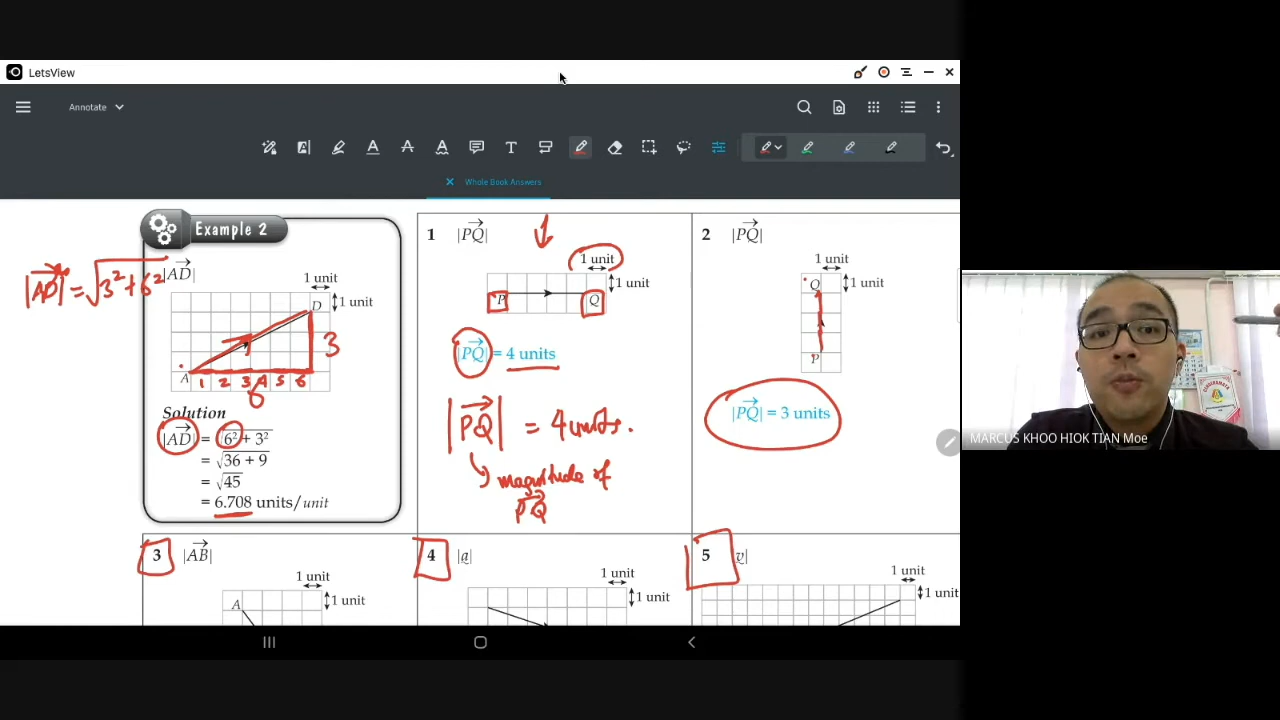 LetsView
Annotate
Whole Book Answers
Example 2
|AD| = √3² + 6²
|AD|
1 unit
1 unit
D
3
A
1 2 3 4 5 6
6
Solution
|AD| = √6² + 3²
= √36 + 9
= √45
= 6.708 units/unit
1 |PQ|
1 unit
1 unit
P Q
|PQ| = 4 units
|PQ| = 4 units.
magnitude of
PQ
2 |PQ|
1 unit
1 unit
Q
P
|PQ| = 3 units
MARCUS KHOO HIOK TIAN Moe
3 |AB|
1 unit
1 unit
A
4 |a|
1 unit
1 unit
5 v|
1 unit
1 unit